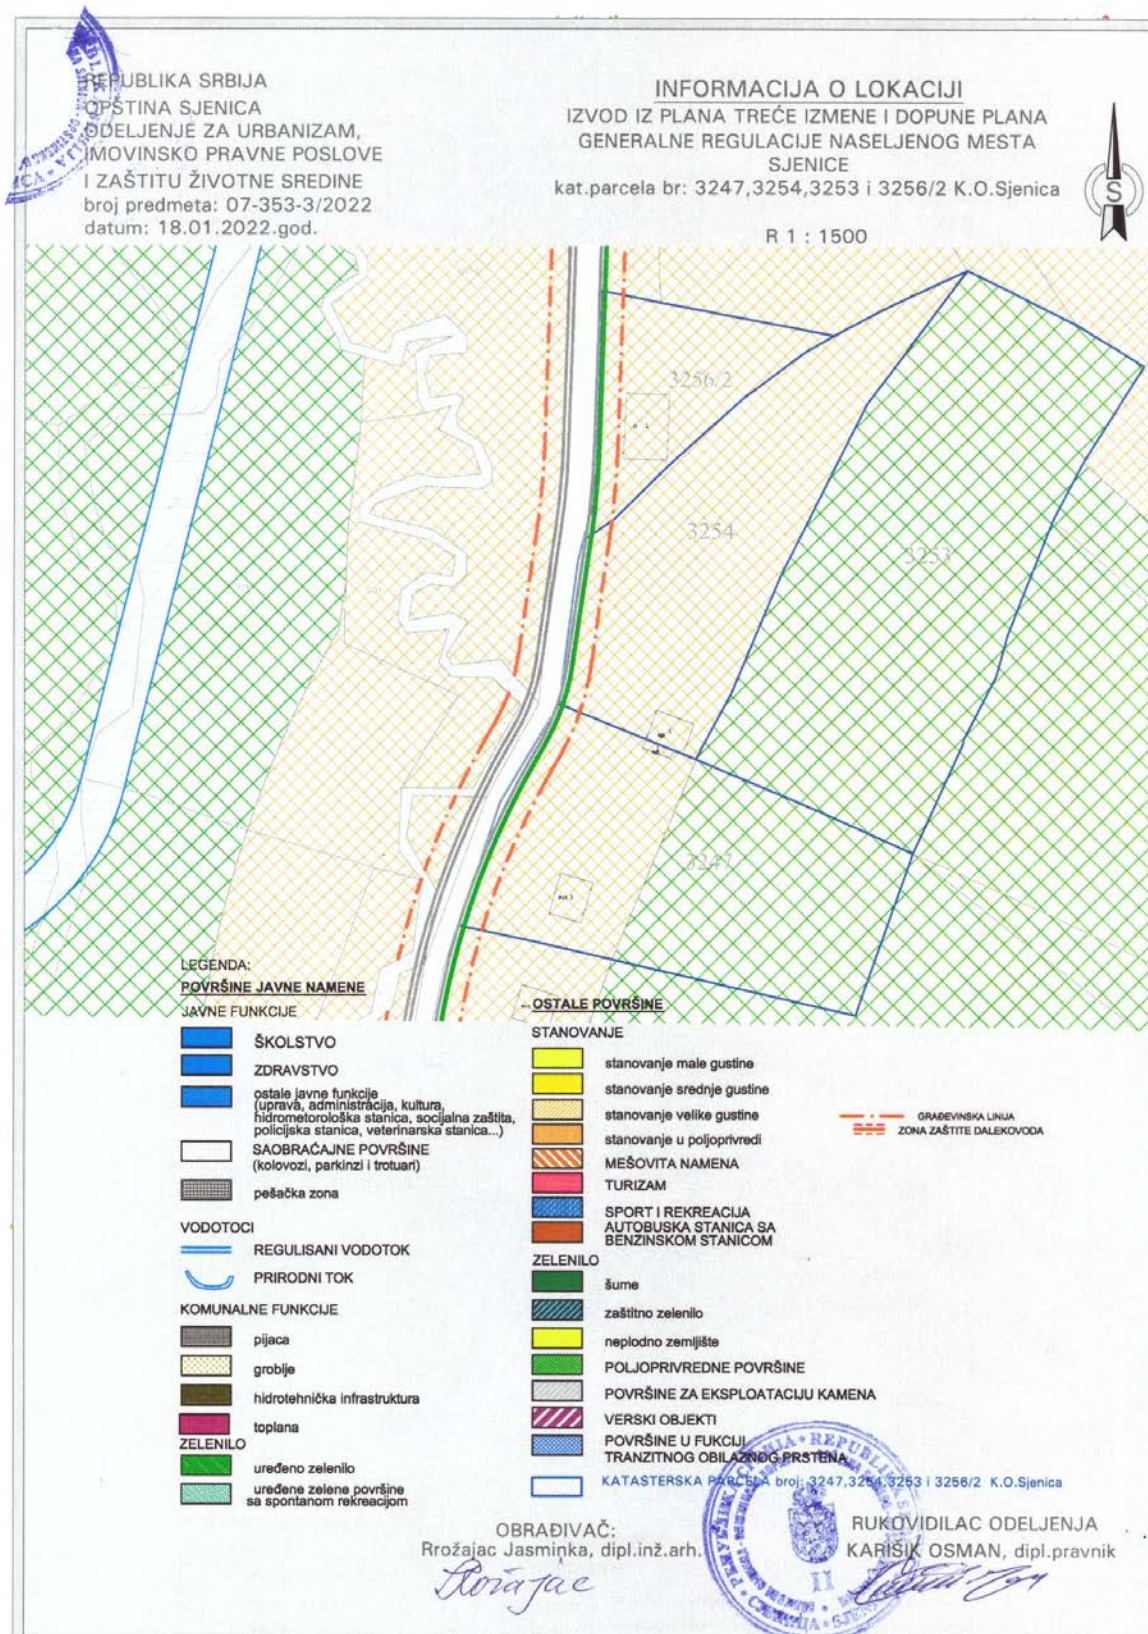 REPUBLIKA SRBIJA
OPŠTINA SJENICA
ODELJENJE ZA URBANIZAM,
IMOVINSKO PRAVNE POSLOVE
I ZAŠTITU ŽIVOTNE SREDINE
broj predmeta: 07-353-3/2022
datum: 18.01.2022.god.
INFORMACIJA O LOKACIJI
IZVOD IZ PLANA TREĆE IZMENE I DOPUNE PLANA
GENERALNE REGULACIJE NASELJENOG MESTA
SJENICE
kat.parcela br: 3247,3254,3253 i 3256/2 K.O.Sjenica
R 1 : 1500
S
3256/2
3254
3253
3247
LEGENDA:
POVRŠINE JAVNE NAMENE
JAVNE FUNKCIJE
ŠKOLSTVO
ZDRAVSTVO
ostale javne funkcije
(uprava, administracija, kultura,
hidrometorološka stanica, socijalna zaštita,
policijska stanica, veterinarska stanica...)
SAOBRAĆAJNE POVRŠINE
(kolovozi, parkinzi i trotuari)
pešačka zona
VODOTOCI
REGULISANI VODOTOK
PRIRODNI TOK
KOMUNALNE FUNKCIJE
pijaca
groblje
hidrotehnička infrastruktura
toplana
ZELENILO
uređeno zelenilo
uređene zelene površine
sa spontanom rekreacijom
OSTALE POVRŠINE
STANOVANJE
stanovanje male gustine
stanovanje srednje gustine
stanovanje velike gustine
stanovanje u poljoprivredi
MEŠOVITA NAMENA
TURIZAM
SPORT I REKREACIJA
AUTOBUSKA STANICA SA
BENZINSKOM STANICOM
ZELENILO
šume
zaštitno zelenilo
neplodno zemljište
POLJOPRIVREDNE POVRŠINE
POVRŠINE ZA EKSPLOATACIJU KAMENA
VERSKI OBJEKTI
POVRŠINE U FUKCIJI
TRANZITNOG OBILAZNOG PRSTENA
KATASTERSKA PARCELA broj: 3247,3254,3253 i 3256/2 K.O.Sjenica
GRAĐEVINSKA LINIJA
ZONA ZAŠTITE DALEKOVODA
OBRAĐIVAČ:
Rrožajac Jasminka, dipl.inž.arh.
RUKOVIDILAC ODELJENJA
KARIŠIK OSMAN, dipl.pravnik
II